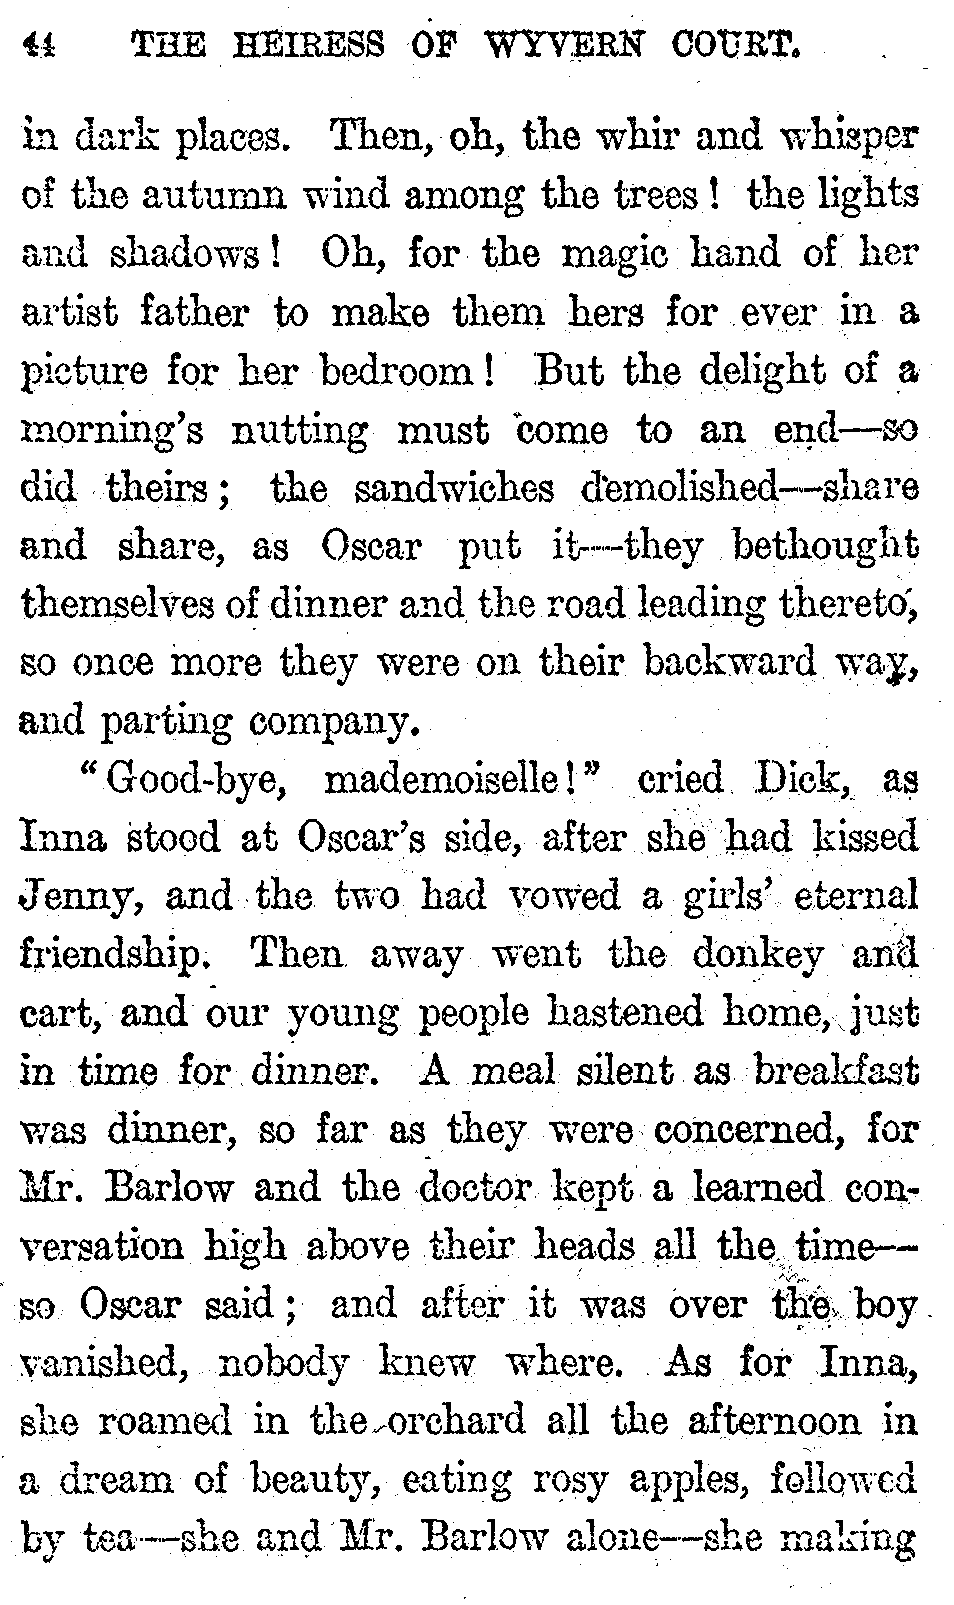 44 THE HEIRESS OF WYVERN COURT.
in dark places. Then, oh, the whir and whisper
of the autumn wind among the trees! the lights
and shadows! Oh, for the magic hand of her
artist father to make them hers for ever in a
picture for her bedroom! But the delight of a
morning's nutting must come to an end—so
did theirs; the sandwiches demolished—share
and share, as Oscar put it—they bethought
themselves of dinner and the road leading thereto,
so once more they were on their backward way,
and parting company.
"Good-bye, mademoiselle!" cried Dick, as
Inna stood at Oscar's side, after she had kissed
Jenny, and the two had vowed a girls' eternal
friendship. Then away went the donkey and
cart, and our young people hastened home, just
in time for dinner. A meal silent as breakfast
was dinner, so far as they were concerned, for
Mr. Barlow and the doctor kept a learned con-
versation high above their heads all the time—
so Oscar said; and after it was over the boy
vanished, nobody knew where. As for Inna,
she roamed in the orchard all the afternoon in
a dream of beauty, eating rosy apples, followed
by tea—she and Mr. Barlow alone—she making